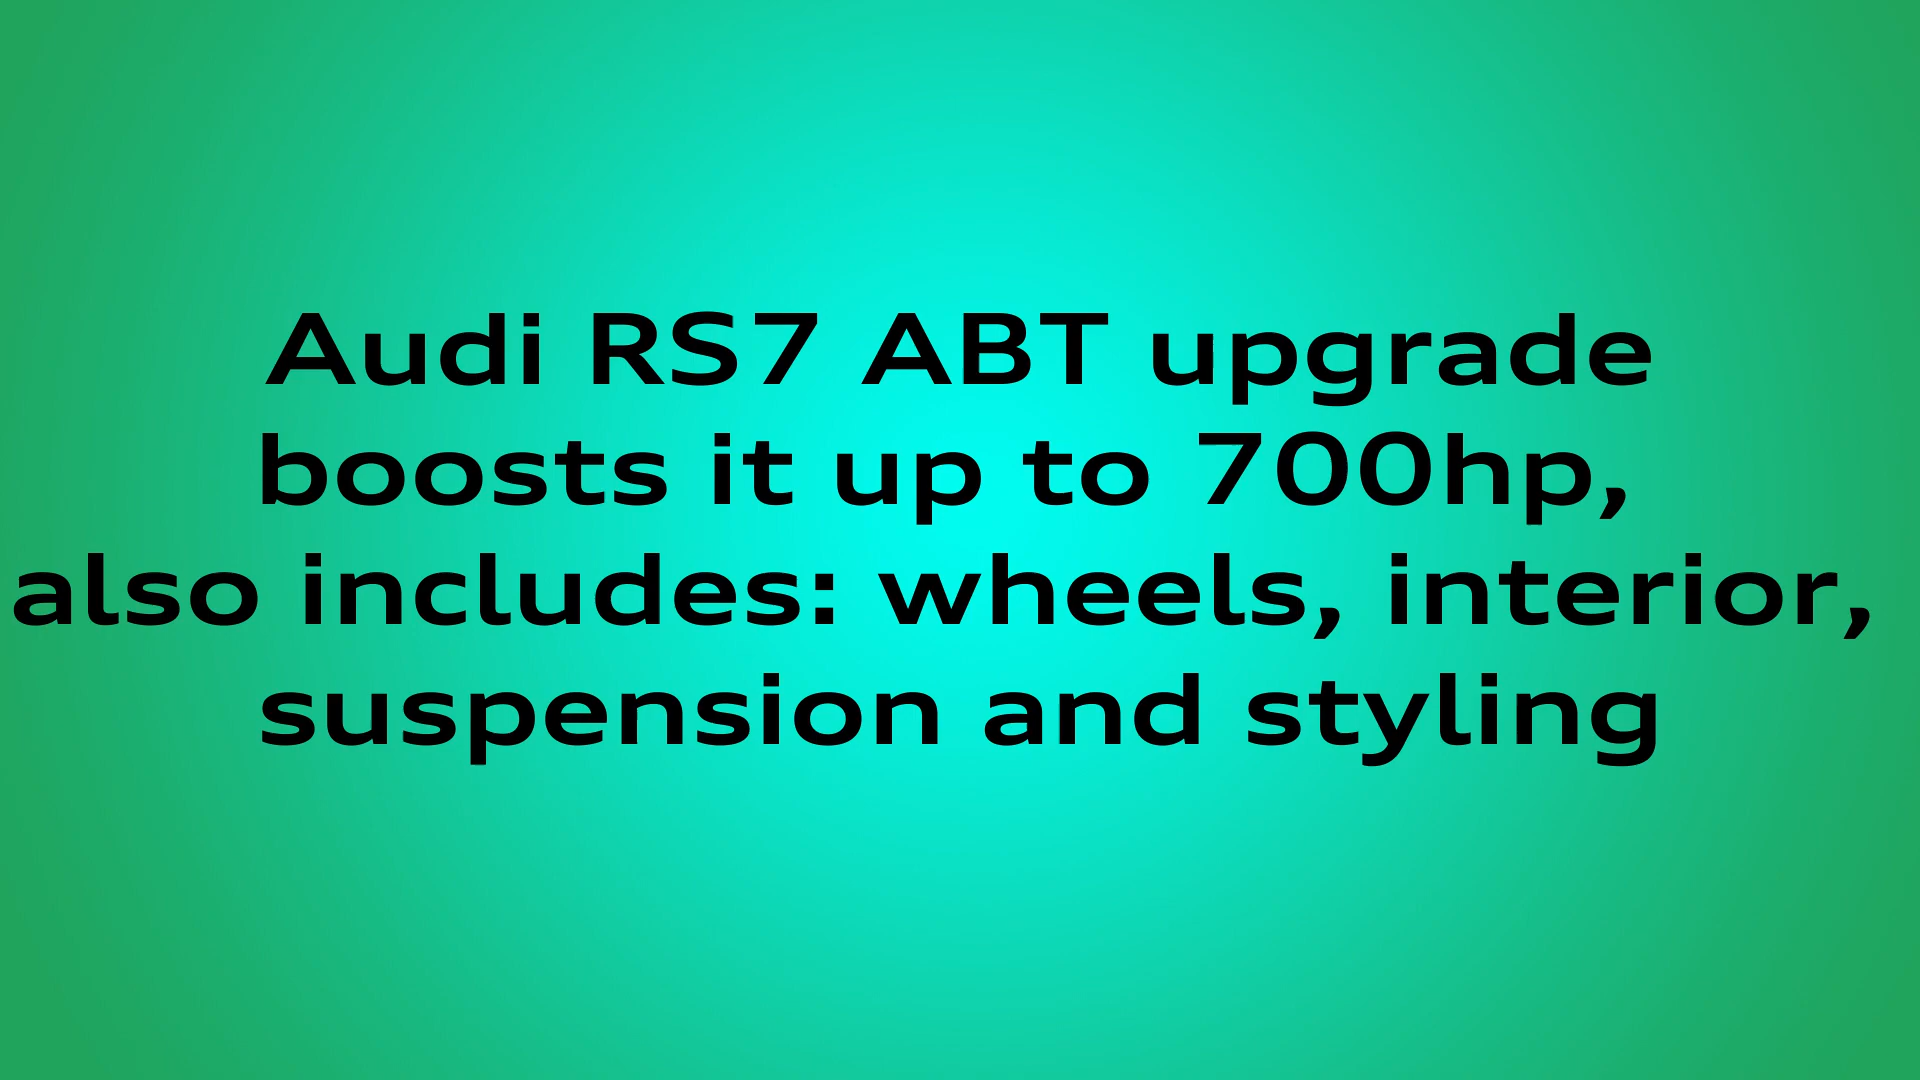 Audi RS7 ABT upgrade
boosts it up to 700hp,
also includes: wheels, interior,
suspension and styling